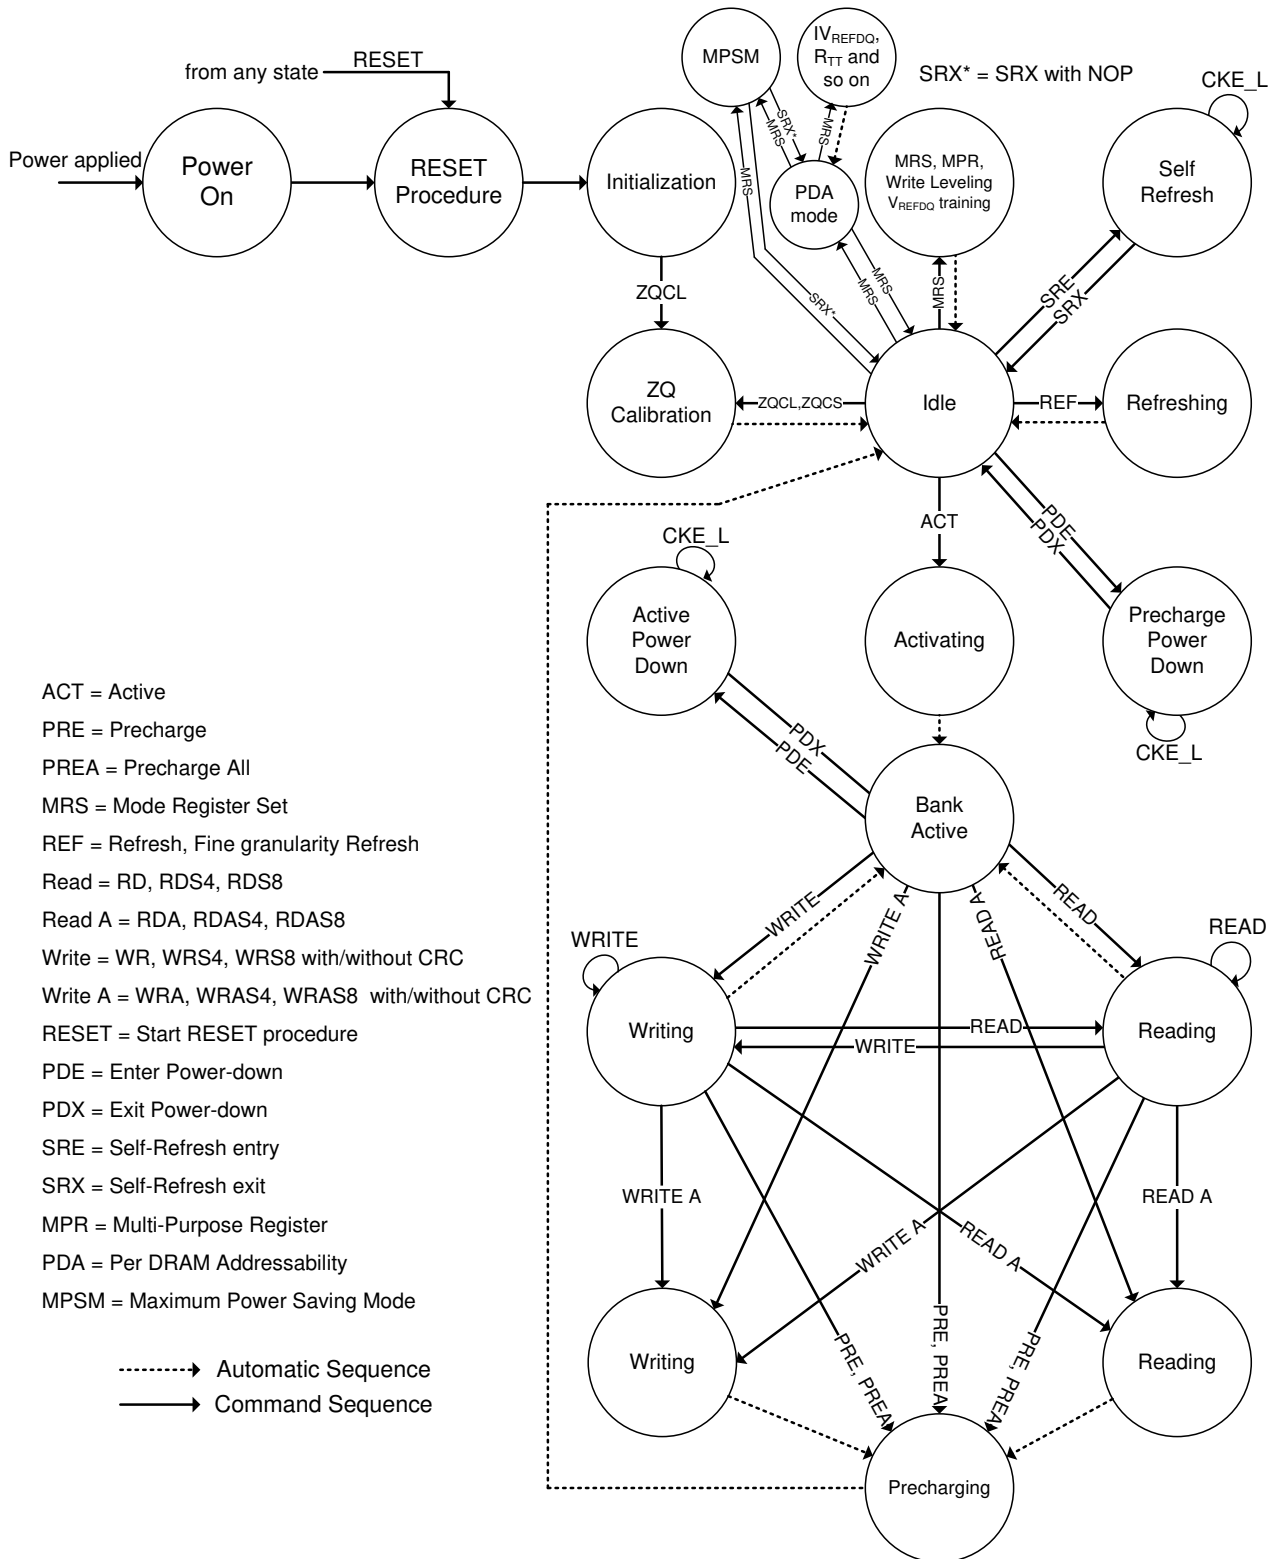 IV_REFDQ,
R_TT and
so on
MPSM
SRX* = SRX with NOP
from any state
RESET
CKE_L
Power applied
Power
On
RESET
Procedure
Initialization
MRS
SRX*
MRS
MRS
PDA
mode
MRS, MPR,
Write Leveling
V_REFDQ training
Self
Refresh
ZQCL
SRX*
MRS
MRS
MRS
SRE
SRX
ZQ
Calibration
ZQCL,ZQCS
Idle
REF
Refreshing
ACT
PDE
PDX
CKE_L
Active
Power
Down
Activating
Precharge
Power
Down
CKE_L
PDX
PDE
Bank
Active
ACT = Active
PRE = Precharge
PREA = Precharge All
MRS = Mode Register Set
REF = Refresh, Fine granularity Refresh
Read = RD, RDS4, RDS8
Read A = RDA, RDAS4, RDAS8
Write = WR, WRS4, WRS8 with/without CRC
Write A = WRA, WRAS4, WRAS8  with/without CRC
RESET = Start RESET procedure
PDE = Enter Power-down
PDX = Exit Power-down
SRE = Self-Refresh entry
SRX = Self-Refresh exit
MPR = Multi-Purpose Register
PDA = Per DRAM Addressability
MPSM = Maximum Power Saving Mode
Automatic Sequence
Command Sequence
WRITE
WRITE A
READ A
READ
WRITE
READ
Writing
READ
WRITE
Reading
WRITE A
WRITE A
READ A
READ A
Writing
PRE, PREA
PRE, PREA
PRE, PREA
Reading
Precharging